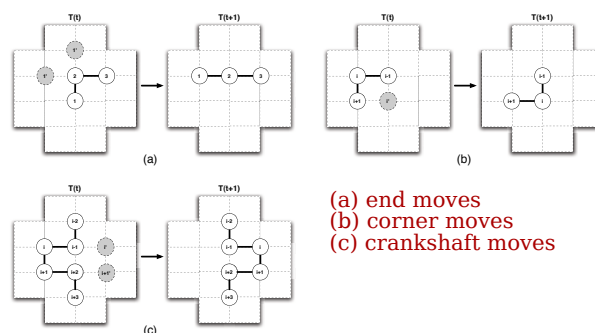 T(t)
T(t+1)
1'
1'
2
3
1
1
2
3
(a)
T(t)
T(t+1)
i
i-1
i+1
i'
i-1
i+1
i
(b)
T(t)
T(t+1)
i-2
i
i-1
i'
i+1
i+2
i+1'
i+3
i-2
i-1
i
i+2
i+1
i+3
(c)
(a) end moves
(b) corner moves
(c) crankshaft moves